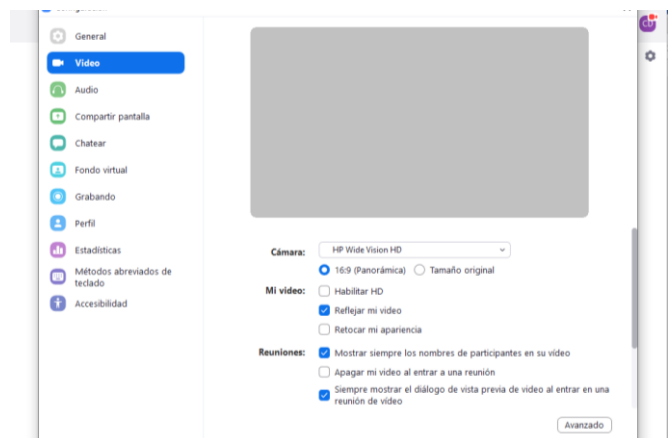 General
Video
Audio
Compartir pantalla
Chatear
Fondo virtual
Grabando
Perfil
Estadísticas
Métodos abreviados de
teclado
Accesibilidad
Cámara:
HP Wide Vision HD
16:9 (Panorámica)
Tamaño original
Mi video:
Habilitar HD
Reflejar mi video
Retocar mi apariencia
Reuniones:
Mostrar siempre los nombres de participantes en su vídeo
Apagar mi video al entrar a una reunión
Siempre mostrar el diálogo de vista previa de video al entrar en una
reunión de vídeo
Avanzado